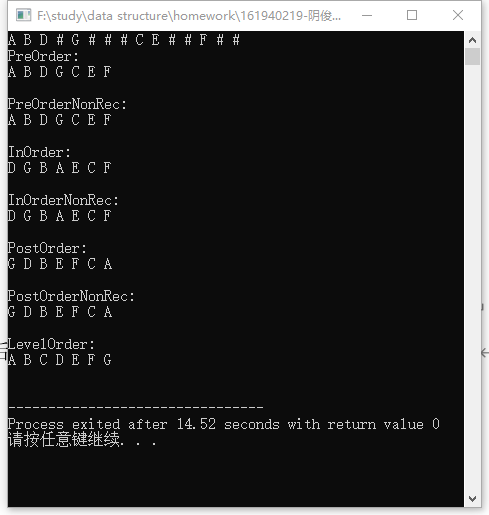 F:\study\data structure\homework\161940219-阴俊...
A B D # G # # # C E # # F # #
PreOrder:
A B D G C E F
PreOrderNonRec:
A B D G C E F
InOrder:
D G B A E C F
InOrderNonRec:
D G B A E C F
PostOrder:
G D B E F C A
PostOrderNonRec:
G D B E F C A
LevelOrder:
A B C D E F G
--------------------------------
Process exited after 14.52 seconds with return value 0
请按任意键继续. . .